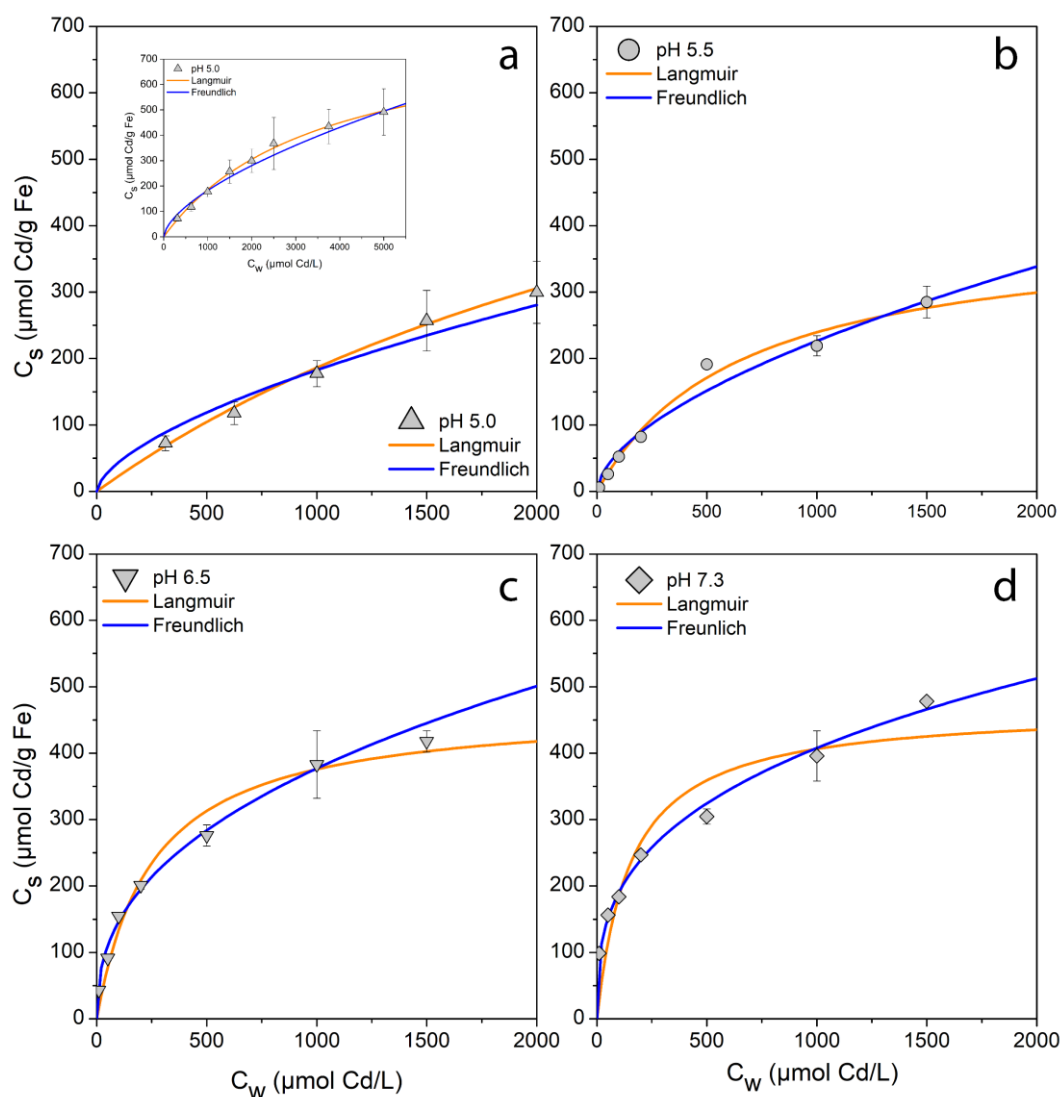 a
700
600
500
400
300
200
100
0
C_s (μmol Cd/g Fe)
pH 5.0
Langmuir
Freundlich
700
600
500
400
300
200
100
0
C_s (μmol Cd/g Fe)
0 1000 2000 3000 4000 5000
C_w (μmol Cd/L)
pH 5.0
Langmuir
Freundlich
0 500 1000 1500 2000
b
pH 5.5
Langmuir
Freundlich
700
600
500
400
300
200
100
0
0 500 1000 1500 2000
c
pH 6.5
Langmuir
Freundlich
700
600
500
400
300
200
100
0
C_s (μmol Cd/g Fe)
0 500 1000 1500 2000
C_w (μmol Cd/L)
d
pH 7.3
Langmuir
Freunlich
700
600
500
400
300
200
100
0
0 500 1000 1500 2000
C_w (μmol Cd/L)